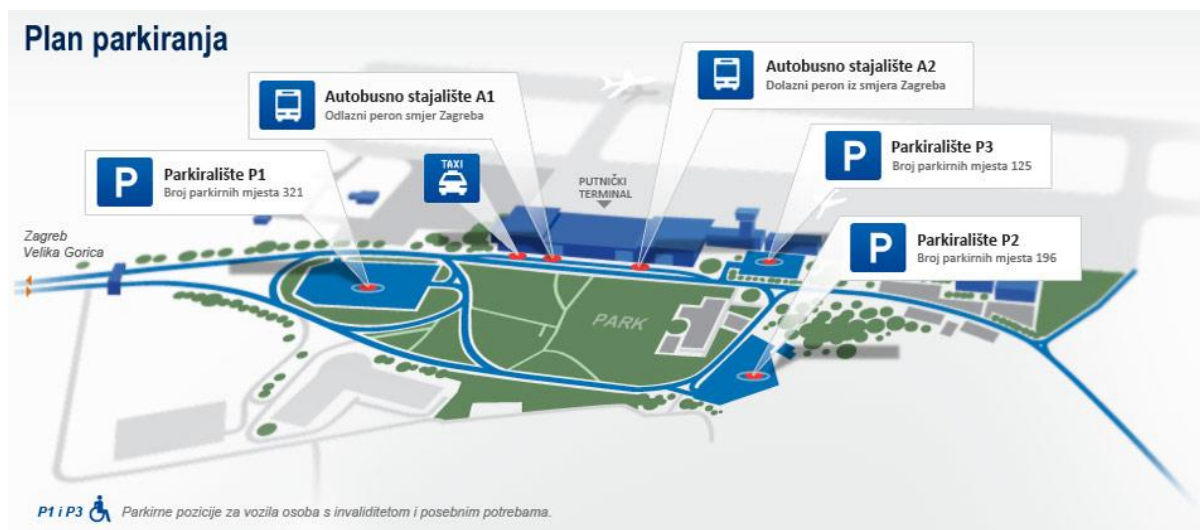 Plan parkiranja
Autobusno stajalište A2
Dolazni peron iz smjera Zagreba
Autobusno stajalište A1
Odlazni peron smjer Zagreba
P
Parkiralište P3
Broj parkirnih mjesta 125
TAXI
P
Parkiralište P1
Broj parkirnih mjesta 321
PUTNIČKI
TERMINAL
Zagreb
Velika Gorica
P
Parkiralište P2
Broj parkirnih mjesta 196
PARK
P1 i P3 Parkirne pozicije za vozila osoba s invaliditetom i posebnim potrebama.